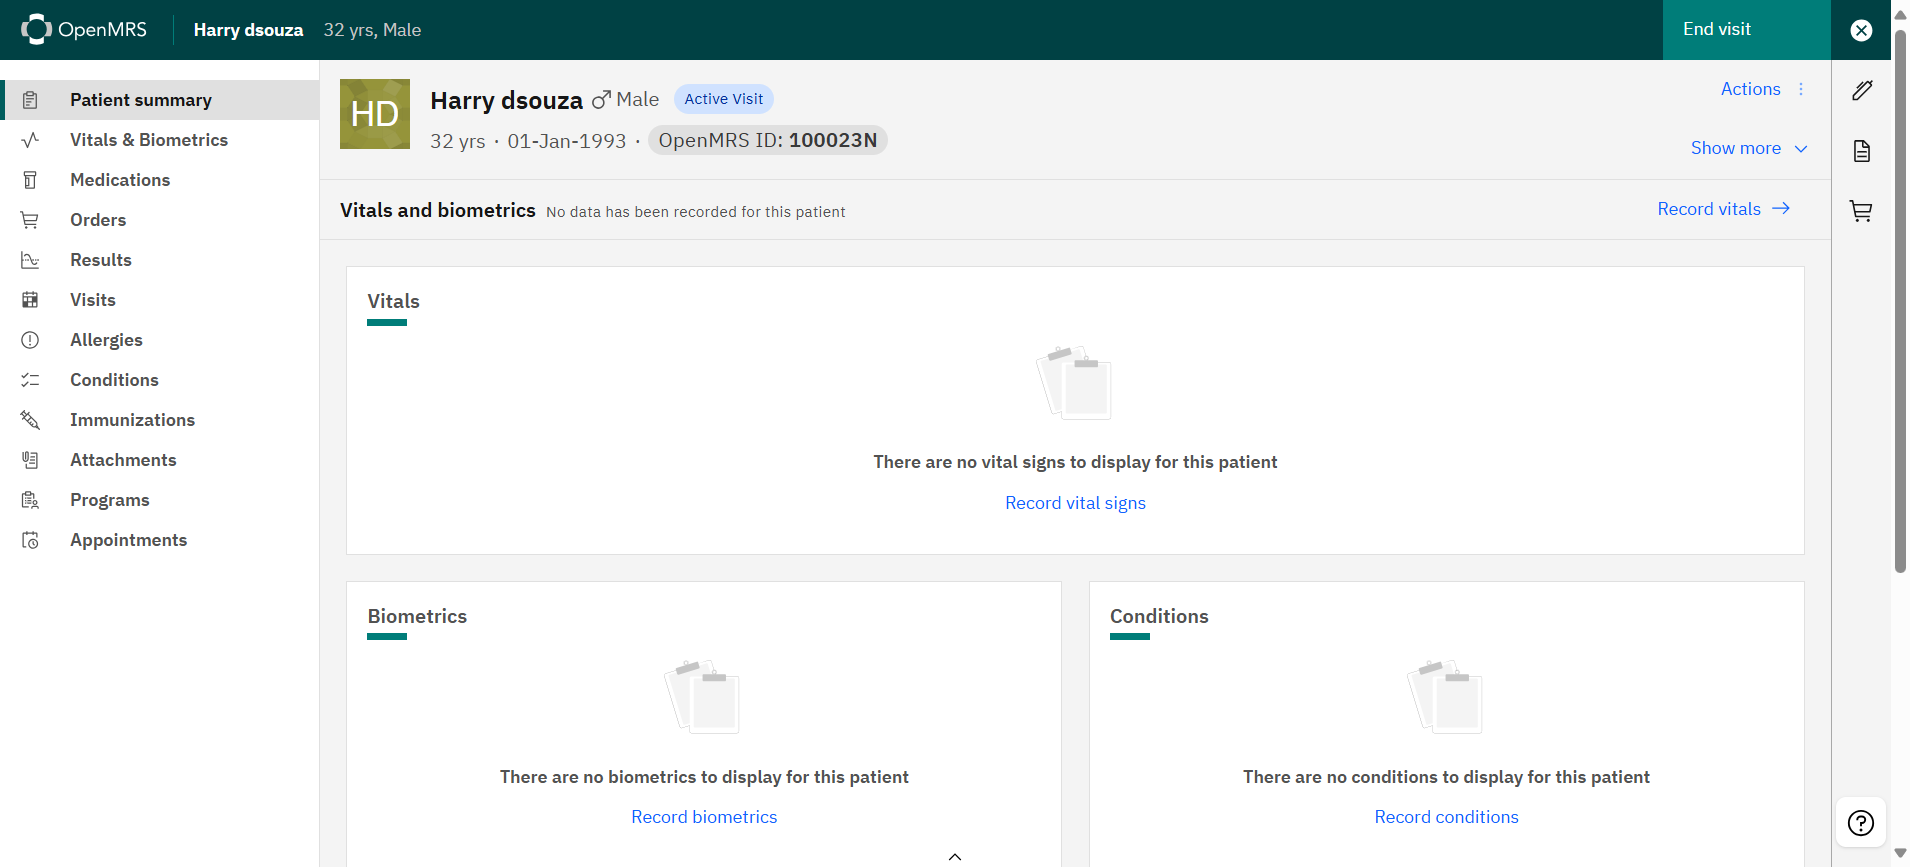 OpenMRS
Harry dsouza 32 yrs, Male
End visit
Patient summary
Vitals & Biometrics
Medications
Orders
Results
Visits
Allergies
Conditions
Immunizations
Attachments
Programs
Appointments
HD
Harry dsouza Male Active Visit
32 yrs · 01-Jan-1993 · OpenMRS ID: 100023N
Actions
Show more
Vitals and biometrics No data has been recorded for this patient
Record vitals
Vitals
There are no vital signs to display for this patient
Record vital signs
Biometrics
There are no biometrics to display for this patient
Record biometrics
Conditions
There are no conditions to display for this patient
Record conditions